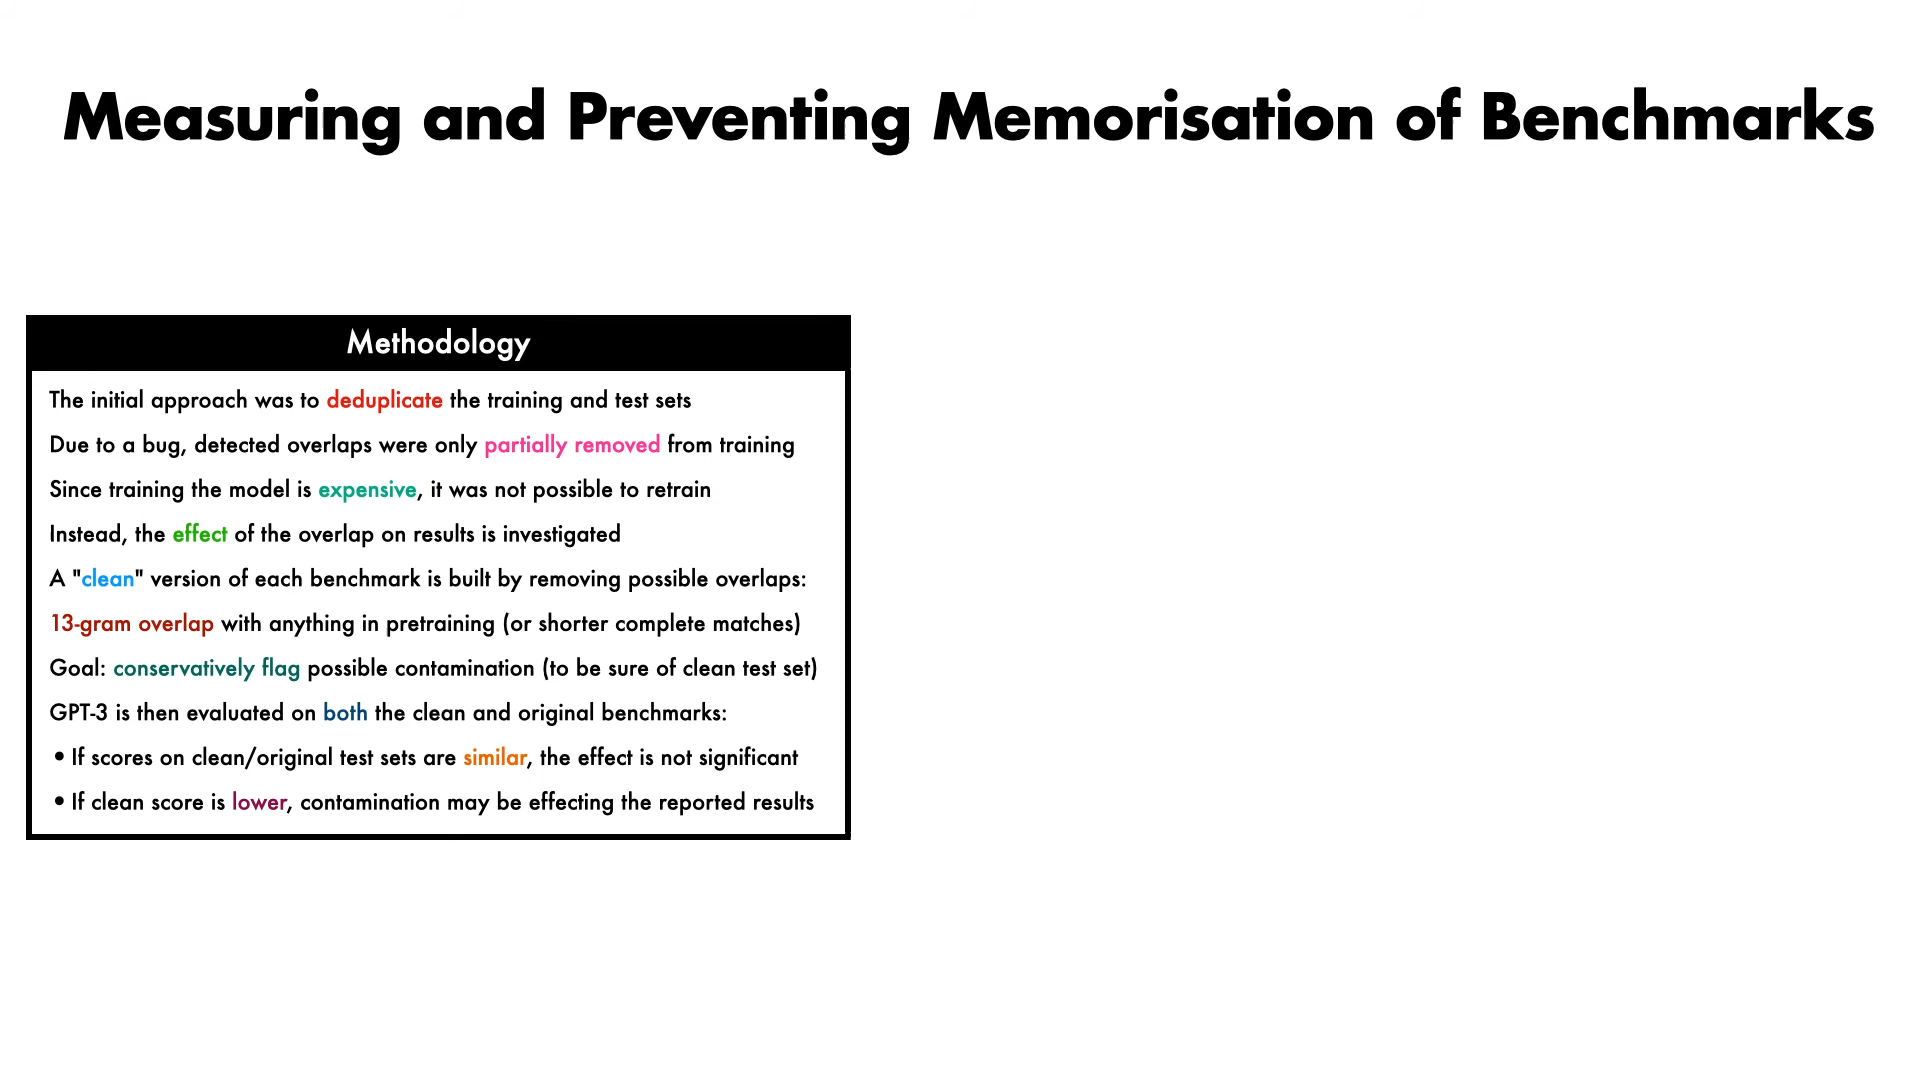 Measuring and Preventing Memorisation of Benchmarks
Methodology
The initial approach was to deduplicate the training and test sets
Due to a bug, detected overlaps were only partially removed from training
Since training the model is expensive, it was not possible to retrain
Instead, the effect of the overlap on results is investigated
A "clean" version of each benchmark is built by removing possible overlaps:
13-gram overlap with anything in pretraining (or shorter complete matches)
Goal: conservatively flag possible contamination (to be sure of clean test set)
GPT-3 is then evaluated on both the clean and original benchmarks:
• If scores on clean/original test sets are similar, the effect is not significant
• If clean score is lower, contamination may be effecting the reported results